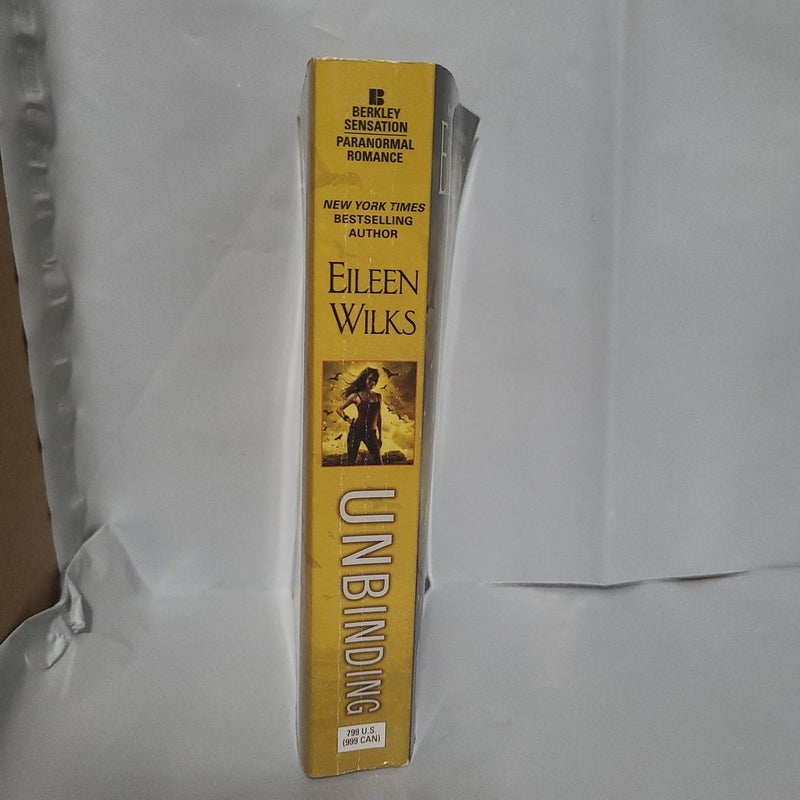 B
BERKLEY
SENSATION
PARANORMAL
ROMANCE
NEW YORK TIMES
BESTSELLING
AUTHOR
EILEEN
WILKS
UNBINDING
799 U.S.
(999 CAN)
E